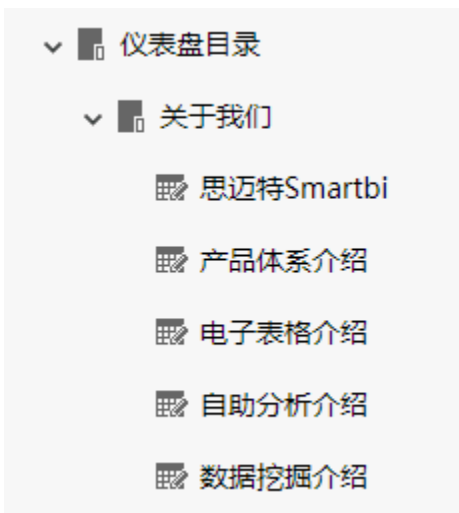 仪表盘目录
关于我们
思迈特Smartbi
产品体系介绍
电子表格介绍
自助分析介绍
数据挖掘介绍